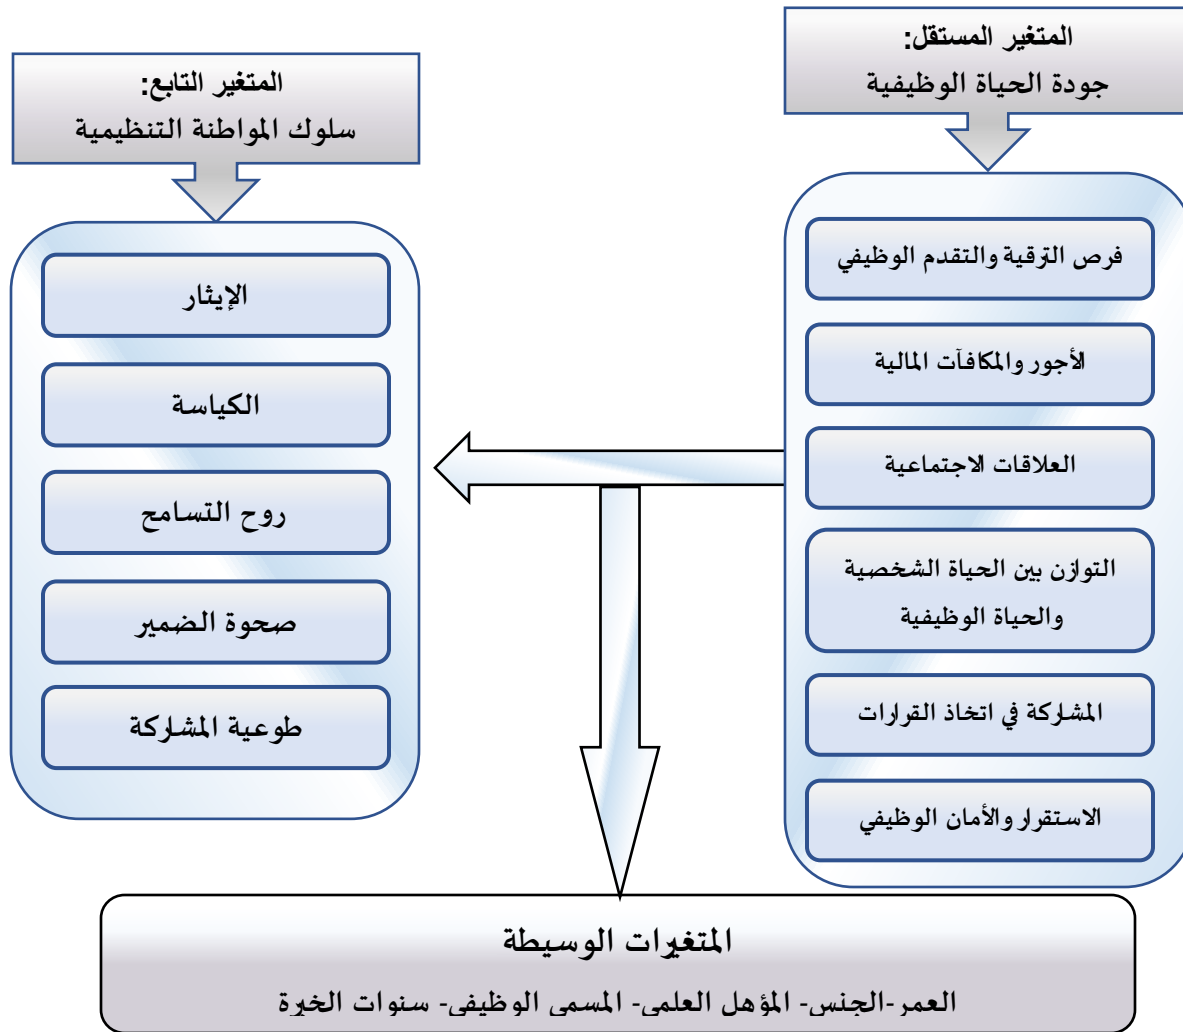 المتغير المستقل:
جودة الحياة الوظيفية
فرص الترقية والتقدم الوظيفي
الأجور والمكافآت المالية
العلاقات الاجتماعية
التوازن بين الحياة الشخصية
والحياة الوظيفية
المشاركة في اتخاذ القرارات
الاستقرار والأمان الوظيفي
المتغير التابع:
سلوك المواطنة التنظيمية
الإيثار
الكياسة
روح التسامح
صحوة الضمير
طوعية المشاركة
المتغيرات الوسيطة
العمر-الجنس- المؤهل العلمي- المسمى الوظيفي- سنوات الخبرة